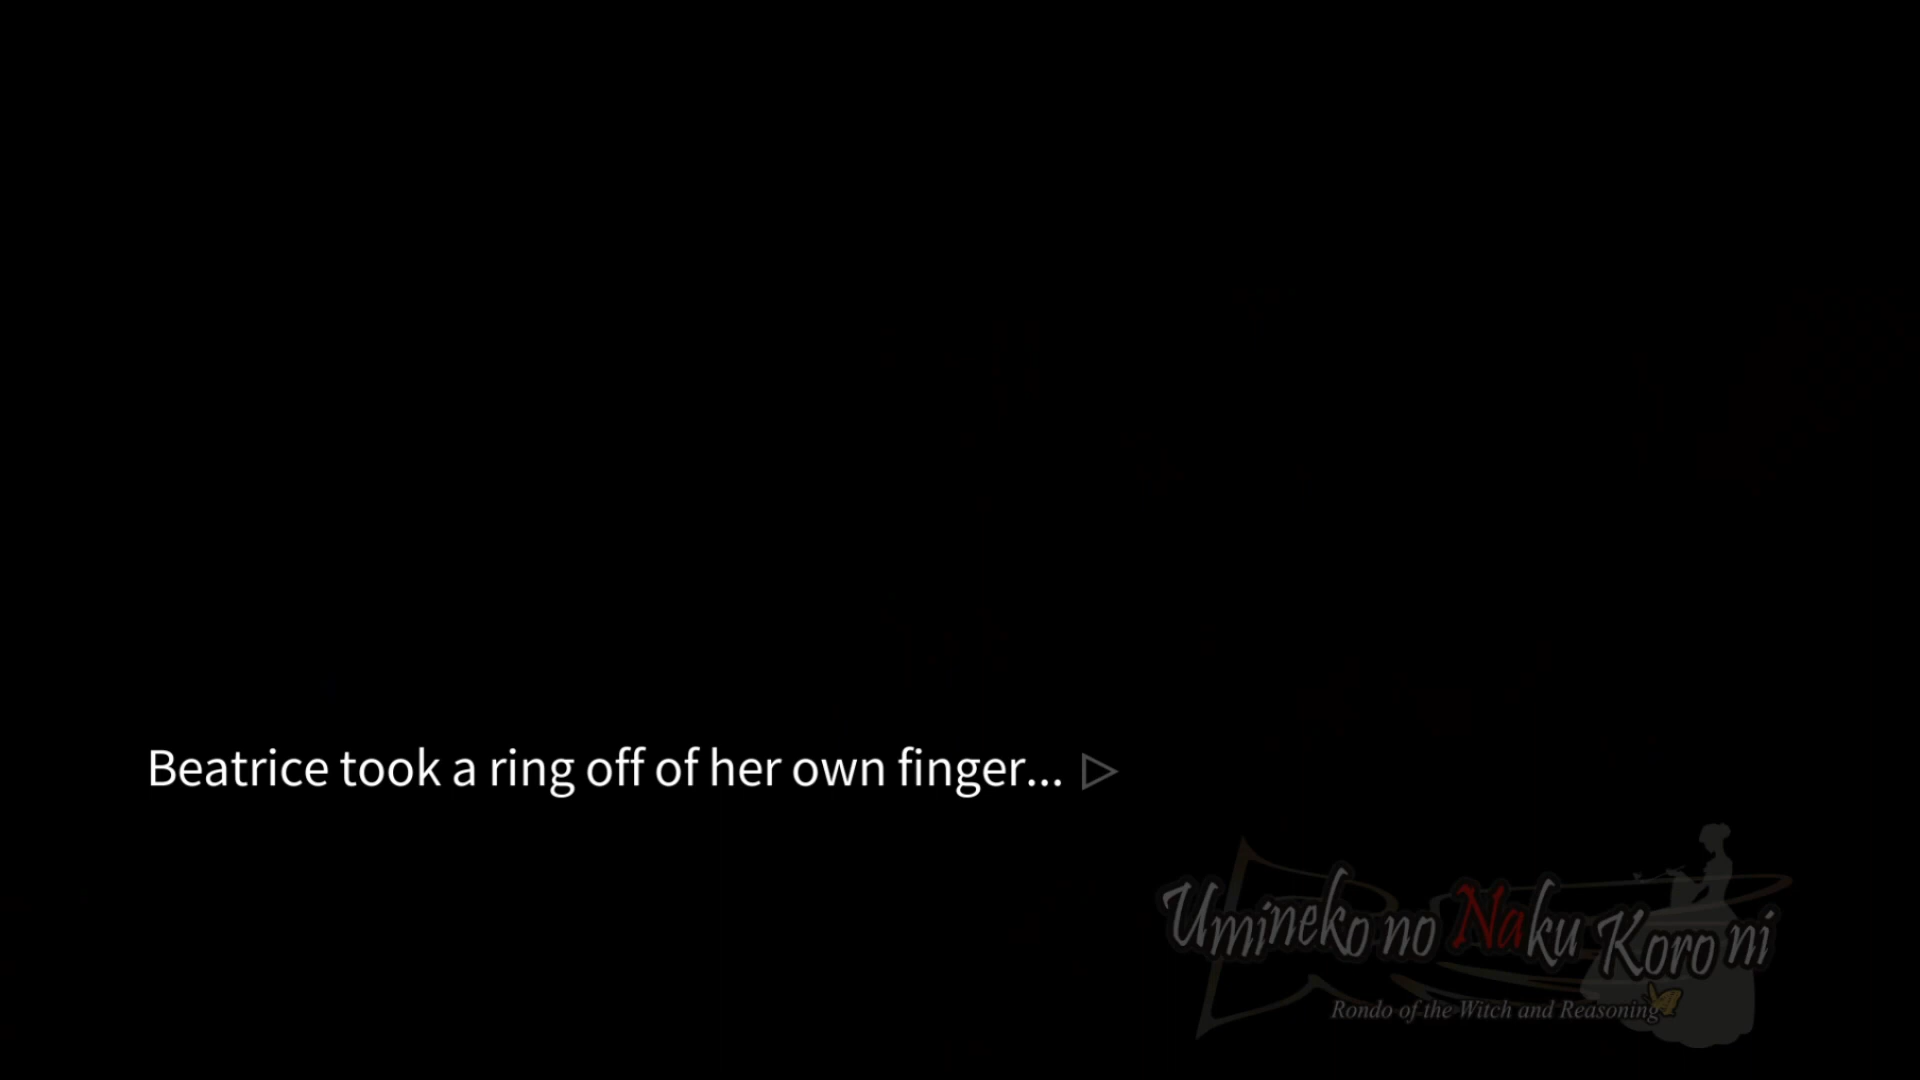 Beatrice took a ring off of her own finger...
Umineko no Naku Koro ni
Rondo of the Witch and Reasoning